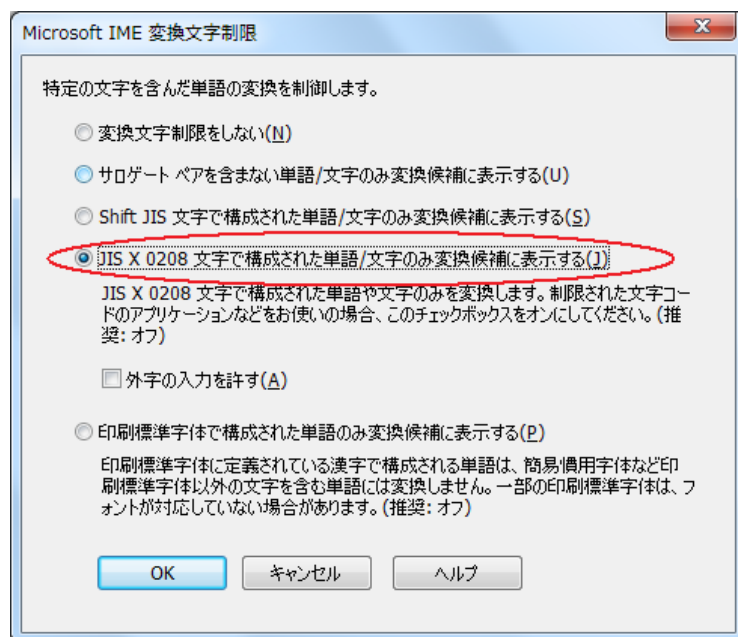 Microsoft IME 変換文字制限
特定の文字を含んだ単語の変換を制御します。
変換文字制限をしない(N)
サロゲート ペアを含まない単語/文字のみ変換候補に表示する(U)
Shift JIS 文字で構成された単語/文字のみ変換候補に表示する(S)
JIS X 0208 文字で構成された単語/文字のみ変換候補に表示する(J)
JIS X 0208 文字で構成された単語や文字のみを変換します。制限された文字コー
ドのアプリケーションなどをお使いの場合、このチェックボックスをオンにしてください。(推
奨: オフ)
外字の入力を許す(A)
印刷標準字体で構成された単語のみ変換候補に表示する(P)
印刷標準字体に定義されている漢字で構成される単語は、簡易慣用字体など印
刷標準字体以外の文字を含む単語には変換しません。一部の印刷標準字体は、フ
ォントが対応していない場合があります。(推奨: オフ)
OK キャンセル ヘルプ